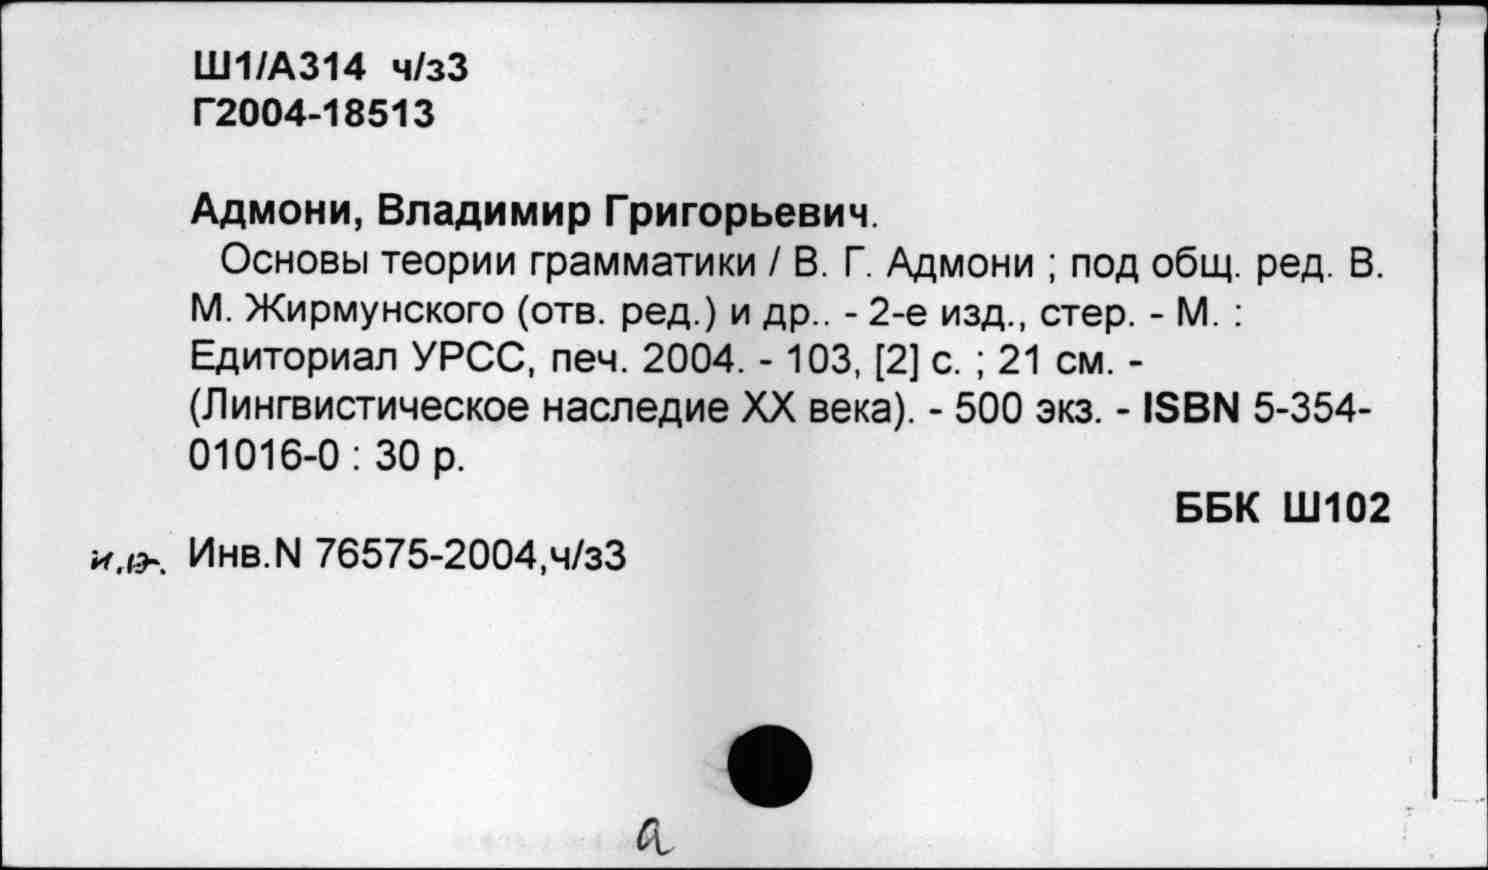 Ш1/А314 ч/з3
Г2004-18513
Адмони, Владимир Григорьевич.
Основы теории грамматики / В. Г. Адмони ; под общ. ред. В.
М. Жирмунского (отв. ред.) и др.. - 2-е изд., стер. - М. :
Едиториал УРСС, печ. 2004. - 103, [2] с. ; 21 см. -
(Лингвистическое наследие XX века). - 500 экз. - ISBN 5-354-
01016-0 : 30 р.
ББК Ш102
Инв.N 76575-2004,ч/з3
а